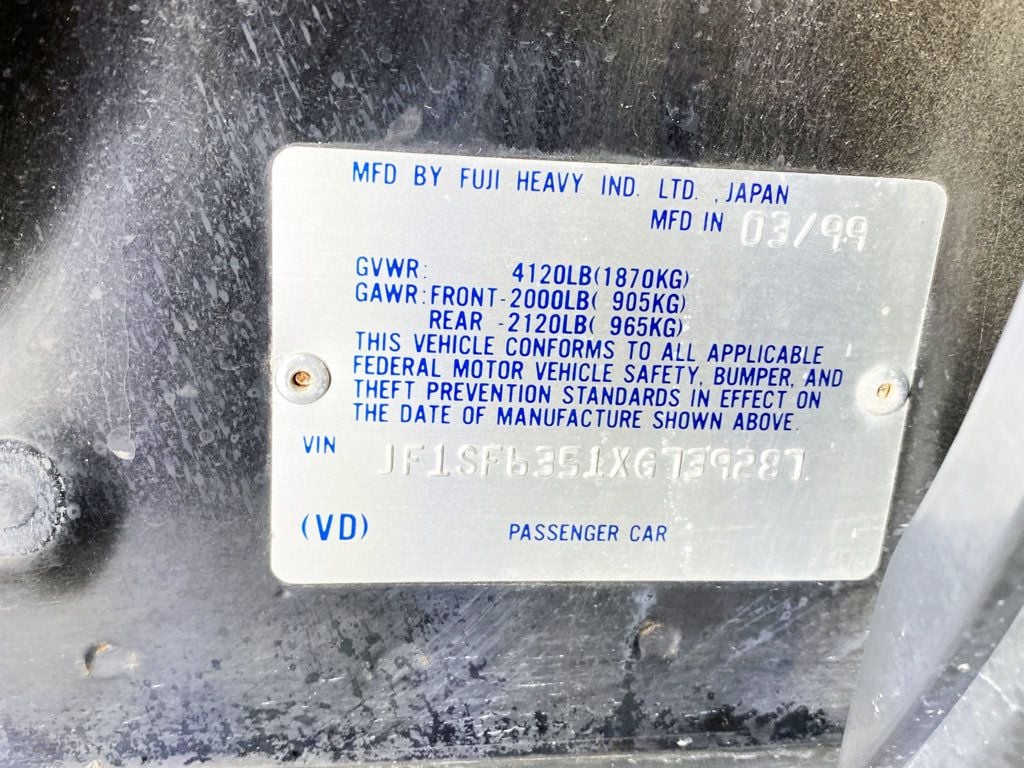 MFD BY FUJI HEAVY IND. LTD. , JAPAN
MFD IN 03/99
GVWR: 4120LB(1870KG)
GAWR: FRONT-2000LB( 905KG)
REAR -2120LB( 965KG)
THIS VEHICLE CONFORMS TO ALL APPLICABLE
FEDERAL MOTOR VEHICLE SAFETY, BUMPER, AND
THEFT PREVENTION STANDARDS IN EFFECT ON
THE DATE OF MANUFACTURE SHOWN ABOVE.
VIN JF1SF6351XG739287
(VD) PASSENGER CAR